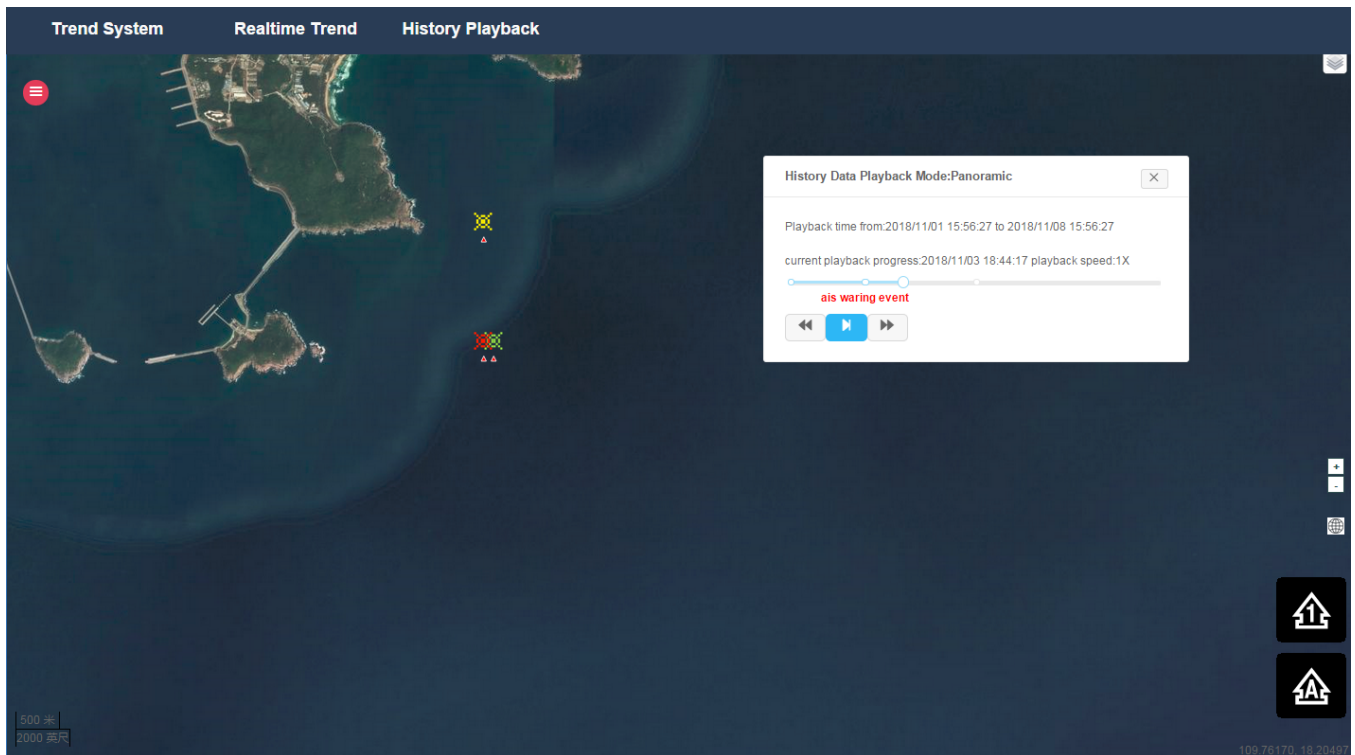 Trend System Realtime Trend History Playback
History Data Playback Mode:Panoramic
Playback time from:2018/11/01 15:56:27 to 2018/11/08 15:56:27
current playback progress:2018/11/03 18:44:17 playback speed:1X
ais waring event
+
-
1
A
500 米
2000 英尺
109.76170, 18.20497